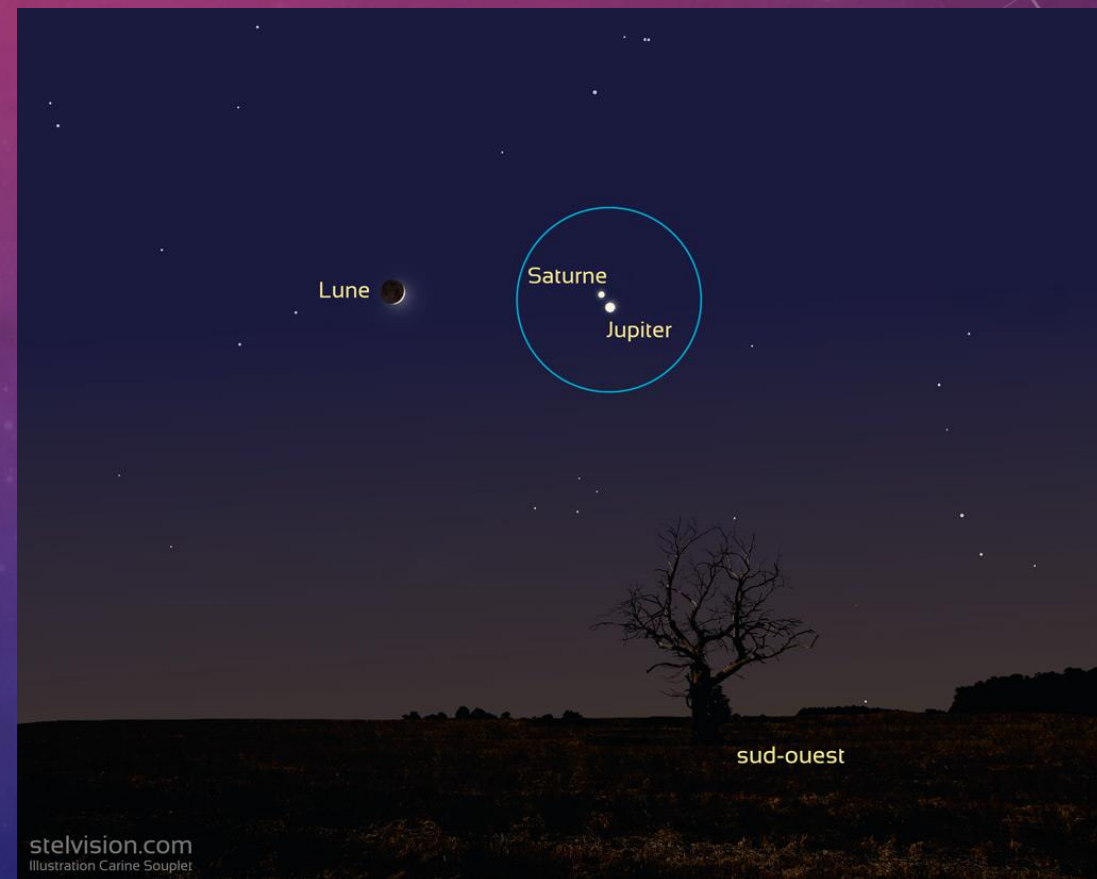 Lune
Saturne
Jupiter
sud-ouest
stelvision.com
Illustration Carine Souplet